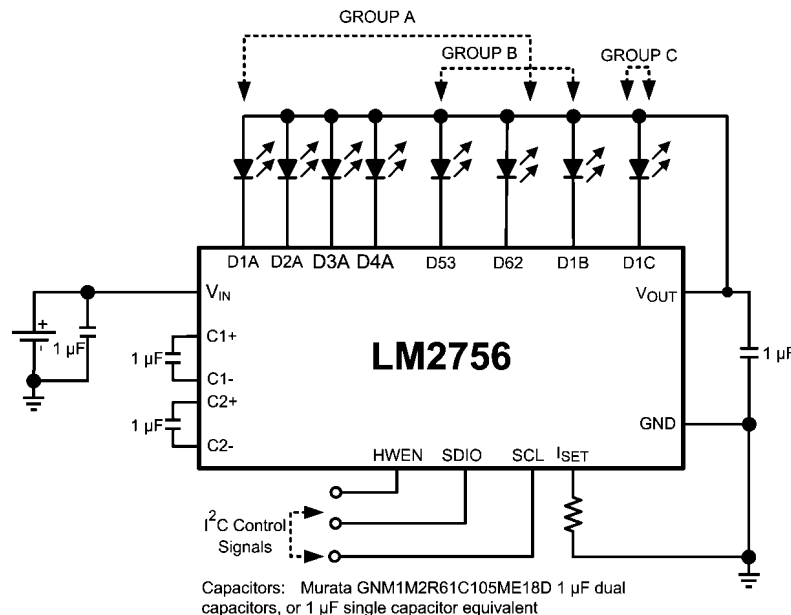 GROUP A
GROUP B
GROUP C
D1A D2A D3A D4A D53 D62 D1B D1C
VIN
VOUT
+
-
1 µF
C1+
1 µF
C1-
LM2756
1 µF
C2+
1 µF
C2-
GND
HWEN SDIO SCL ISET
I²C Control
Signals
Capacitors: Murata GNM1M2R61C105ME18D 1 µF dual
capacitors, or 1 µF single capacitor equivalent